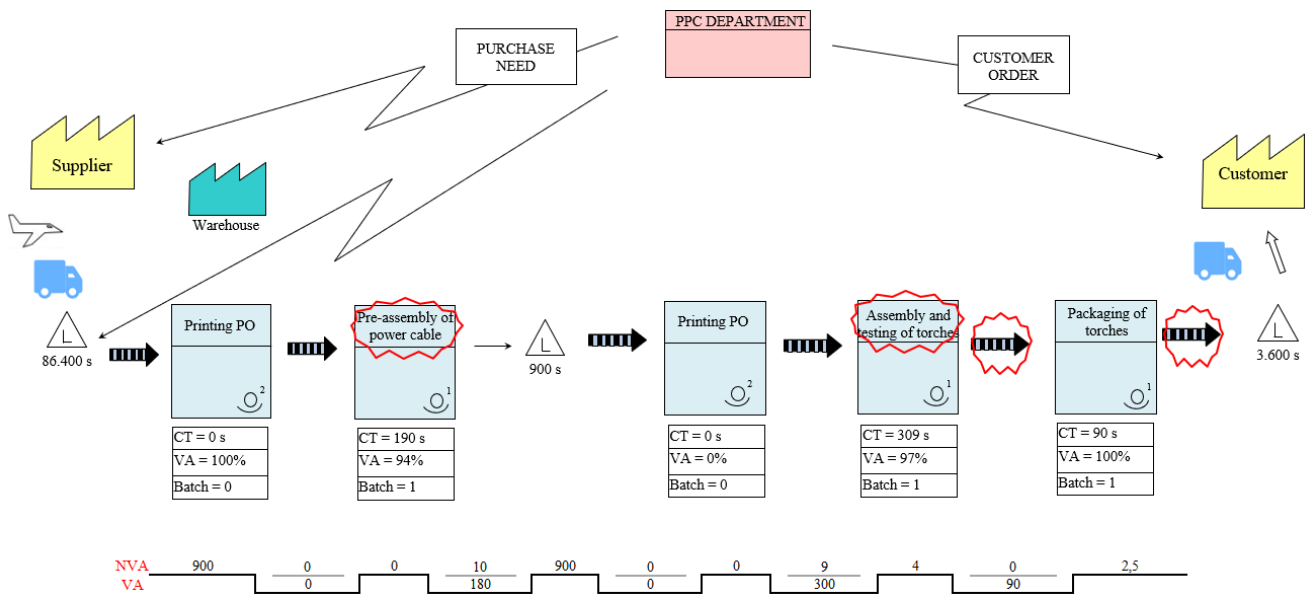 PPC DEPARTMENT
PURCHASE
NEED
CUSTOMER
ORDER
Supplier
Warehouse
Customer
L
86.400 s
Printing PO
2
CT = 0 s
VA = 100%
Batch = 0
Pre-assembly of
power cable
1
CT = 190 s
VA = 94%
Batch = 1
L
900 s
Printing PO
2
CT = 0 s
VA = 0%
Batch = 0
Assembly and
testing of torches
1
CT = 309 s
VA = 97%
Batch = 1
Packaging of
torches
1
CT = 90 s
VA = 100%
Batch = 1
L
3.600 s
NVA 900 0 0 10 900 0 0 9 4 0 2,5
VA 0 180 0 300 90